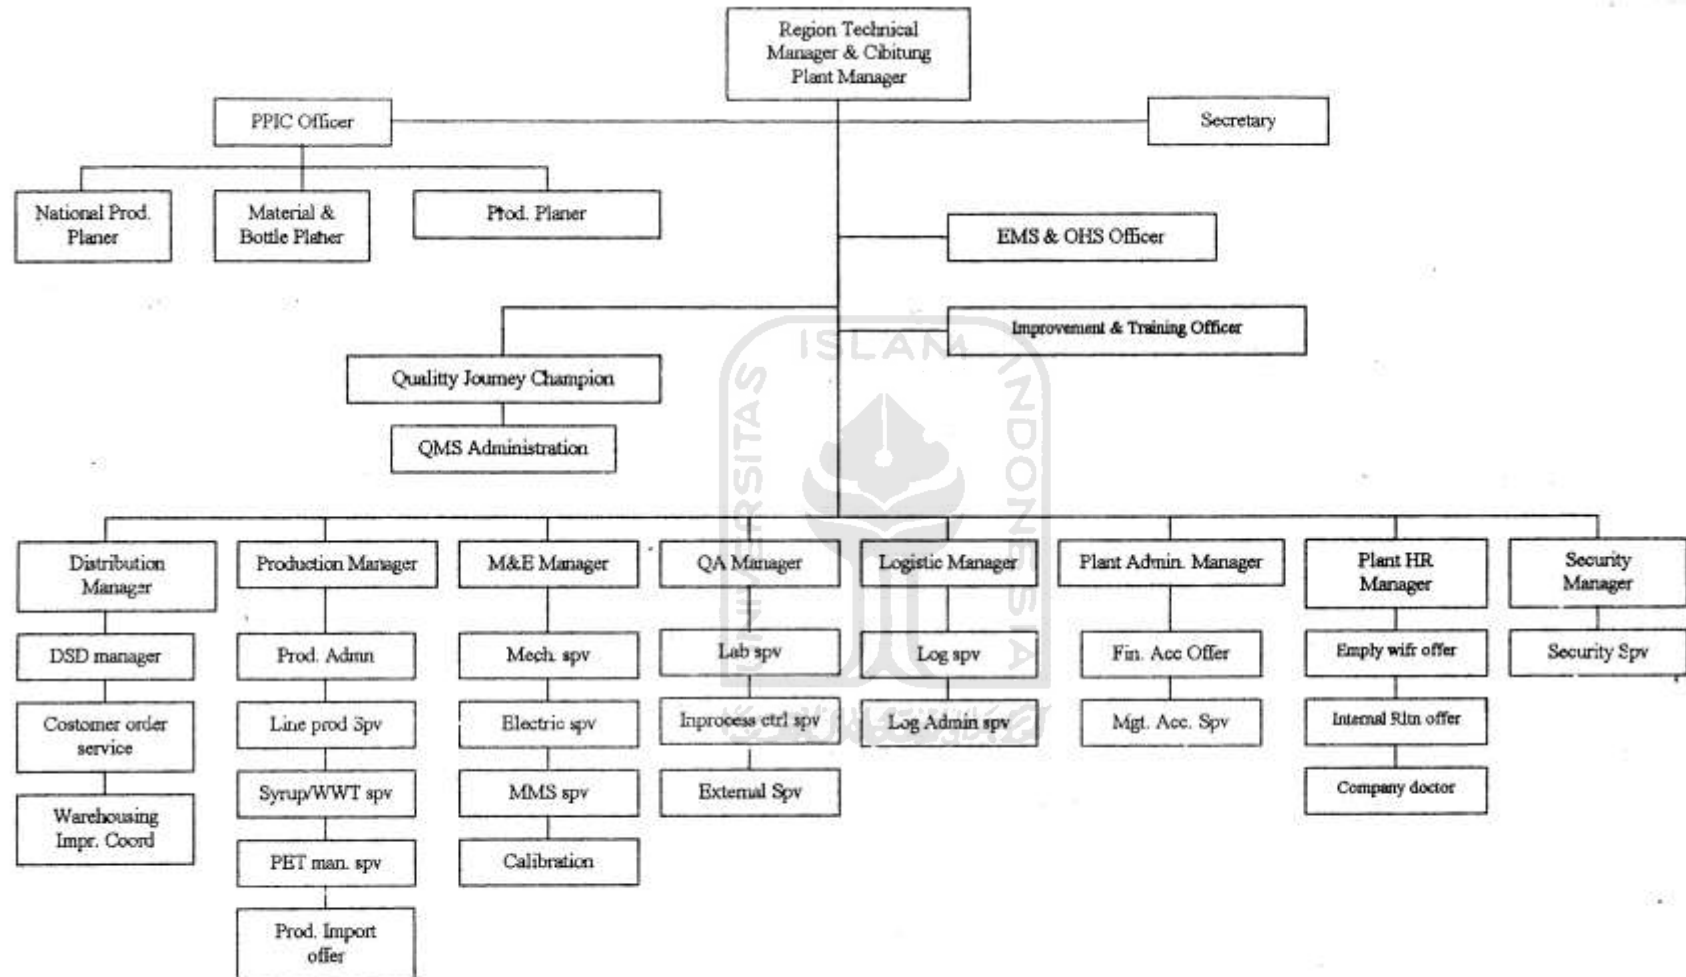 Region Technical
Manager & Cibitung
Plant Manager
PPIC Officer
Secretary
National Prod.
Planer
Material &
Bottle Planer
Prod. Planer
EMS & OHS Officer
Improvement & Training Officer
Qualitty Journey Champion
QMS Administration
UNIVERSITAS
ISLAM
INDONESIA
Distribution
Manager
Production Manager
M&E Manager
QA Manager
Logistic Manager
Plant Admin. Manager
Plant HR
Manager
Security
Manager
DSD manager
Prod. Admn
Mech. spv
Lab spv
Log spv
Fin. Acc Offer
Emply wifr offer
Security Spv
Costomer order
service
Line prod Spv
Electric spv
Inprocess ctrl spv
Log Admin spv
Mgt. Acc. Spv
Internal Rltn offer
Warehousing
Impr. Coord
Syrup/WWT spv
MMS spv
External Spv
Company doctor
PET man. spv
Calibration
Prod. Import
offer